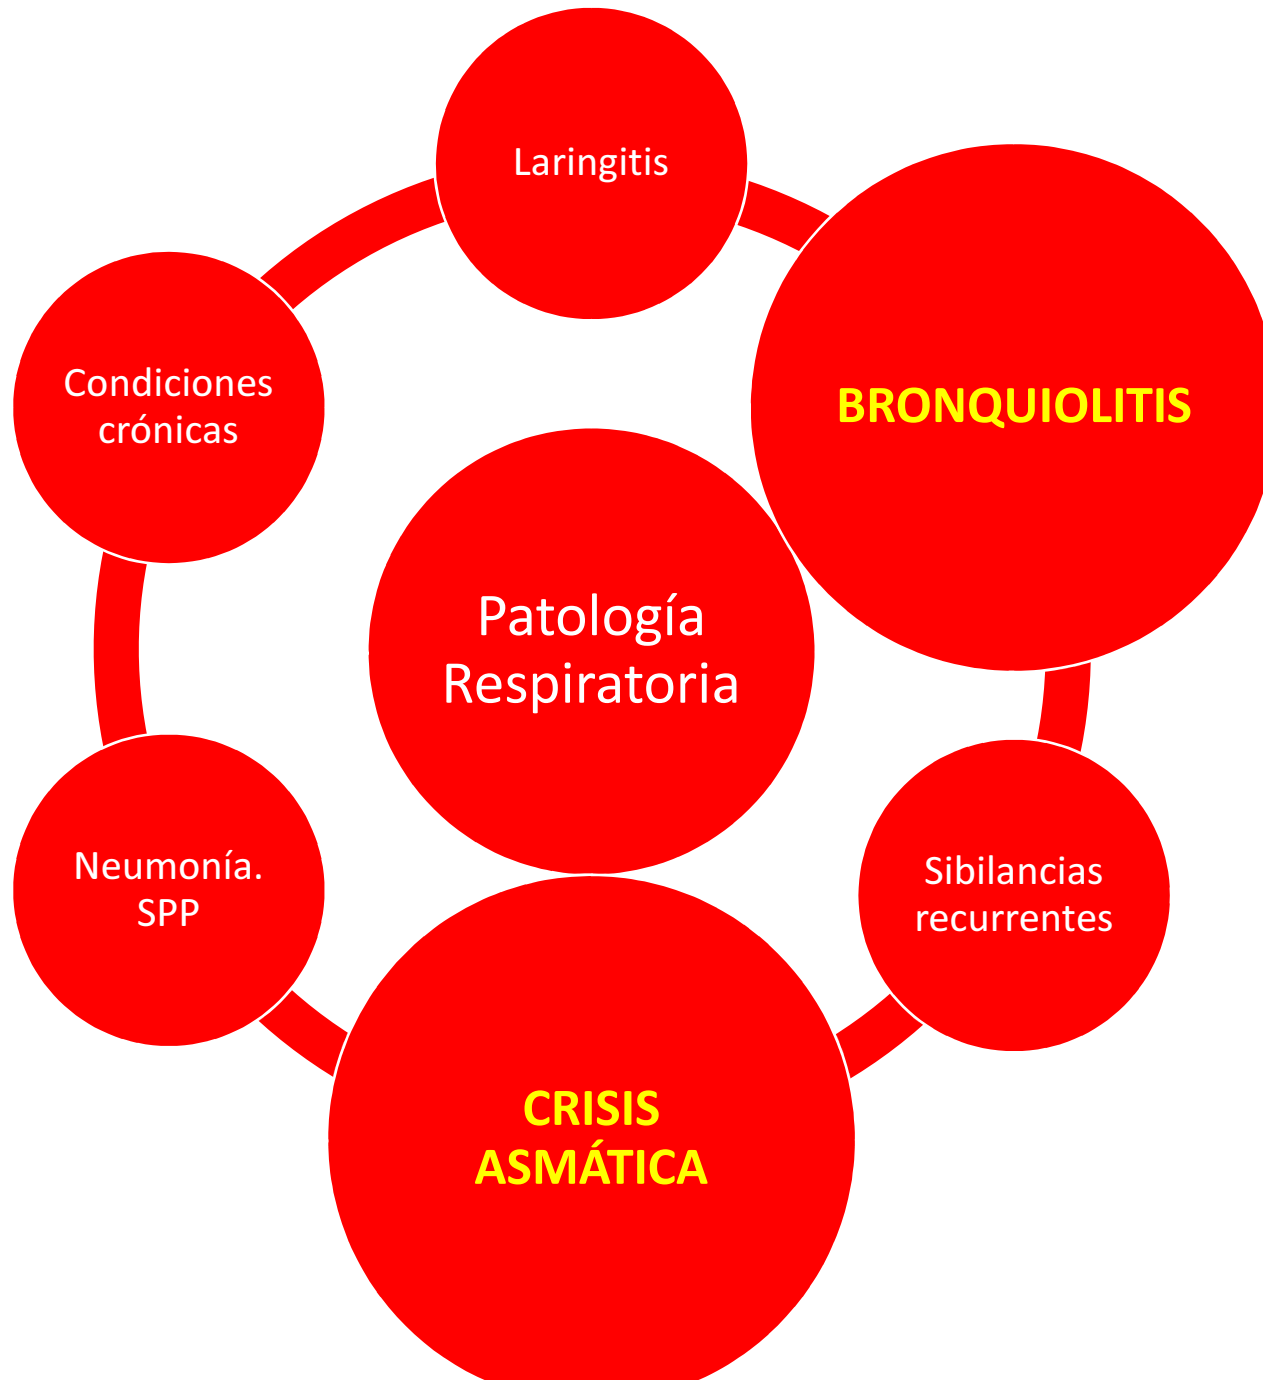 Laringitis
BRONQUIOLITIS
Condiciones
crónicas
Patología
Respiratoria
Sibilancias
recurrentes
Neumonía.
SPP
CRISIS
ASMÁTICA